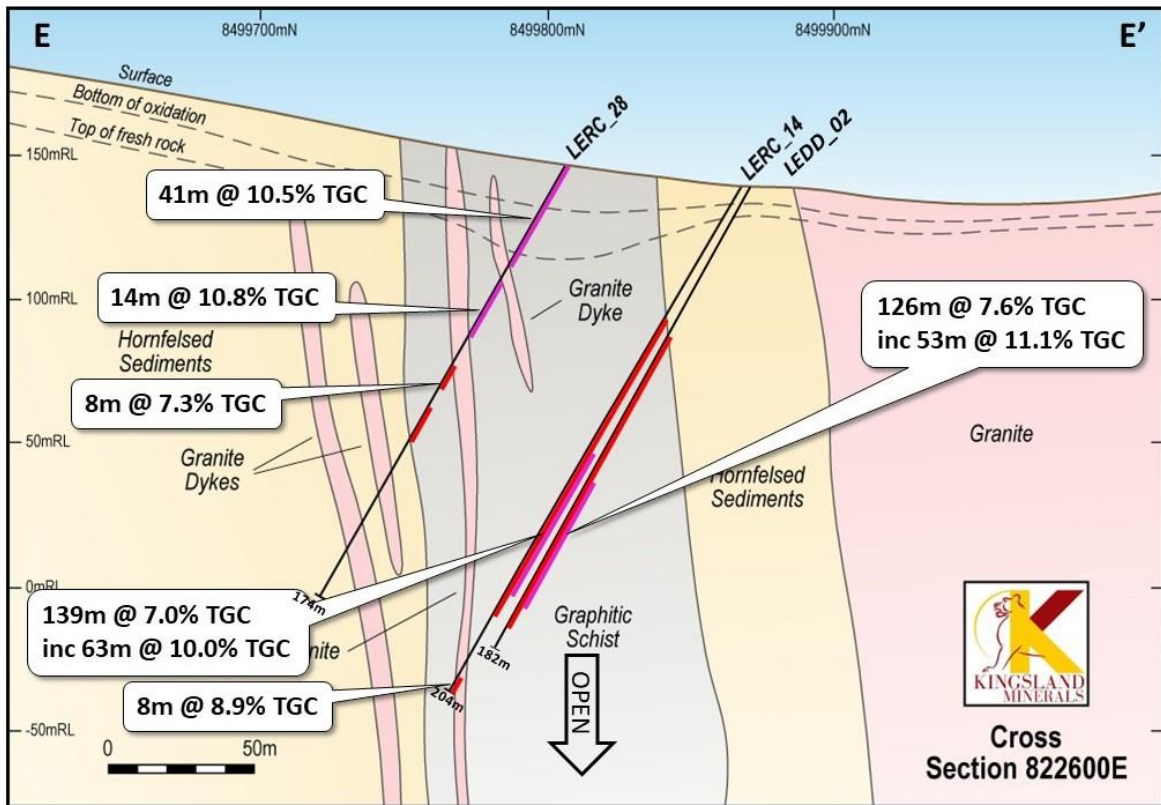 8499700mN
8499800mN
8499900mN
E
E’
Surface
Bottom of oxidation
Top of fresh rock
LERC_28
LERC_14
LEDD_02
150mRL
41m @ 10.5% TGC
100mRL
14m @ 10.8% TGC
Granite
Dyke
126m @ 7.6% TGC
inc 53m @ 11.1% TGC
Hornfelsed
Sediments
8m @ 7.3% TGC
50mRL
Granite
Dykes
Granite
Hornfelsed
Sediments
0mRL
174m
139m @ 7.0% TGC
inc 63m @ 10.0% TGC
Graphitic
Schist
182m
204m
8m @ 8.9% TGC
OPEN
-50mRL
0
50m
K
KINGSLAND
MINERALS
Cross
Section 822600E